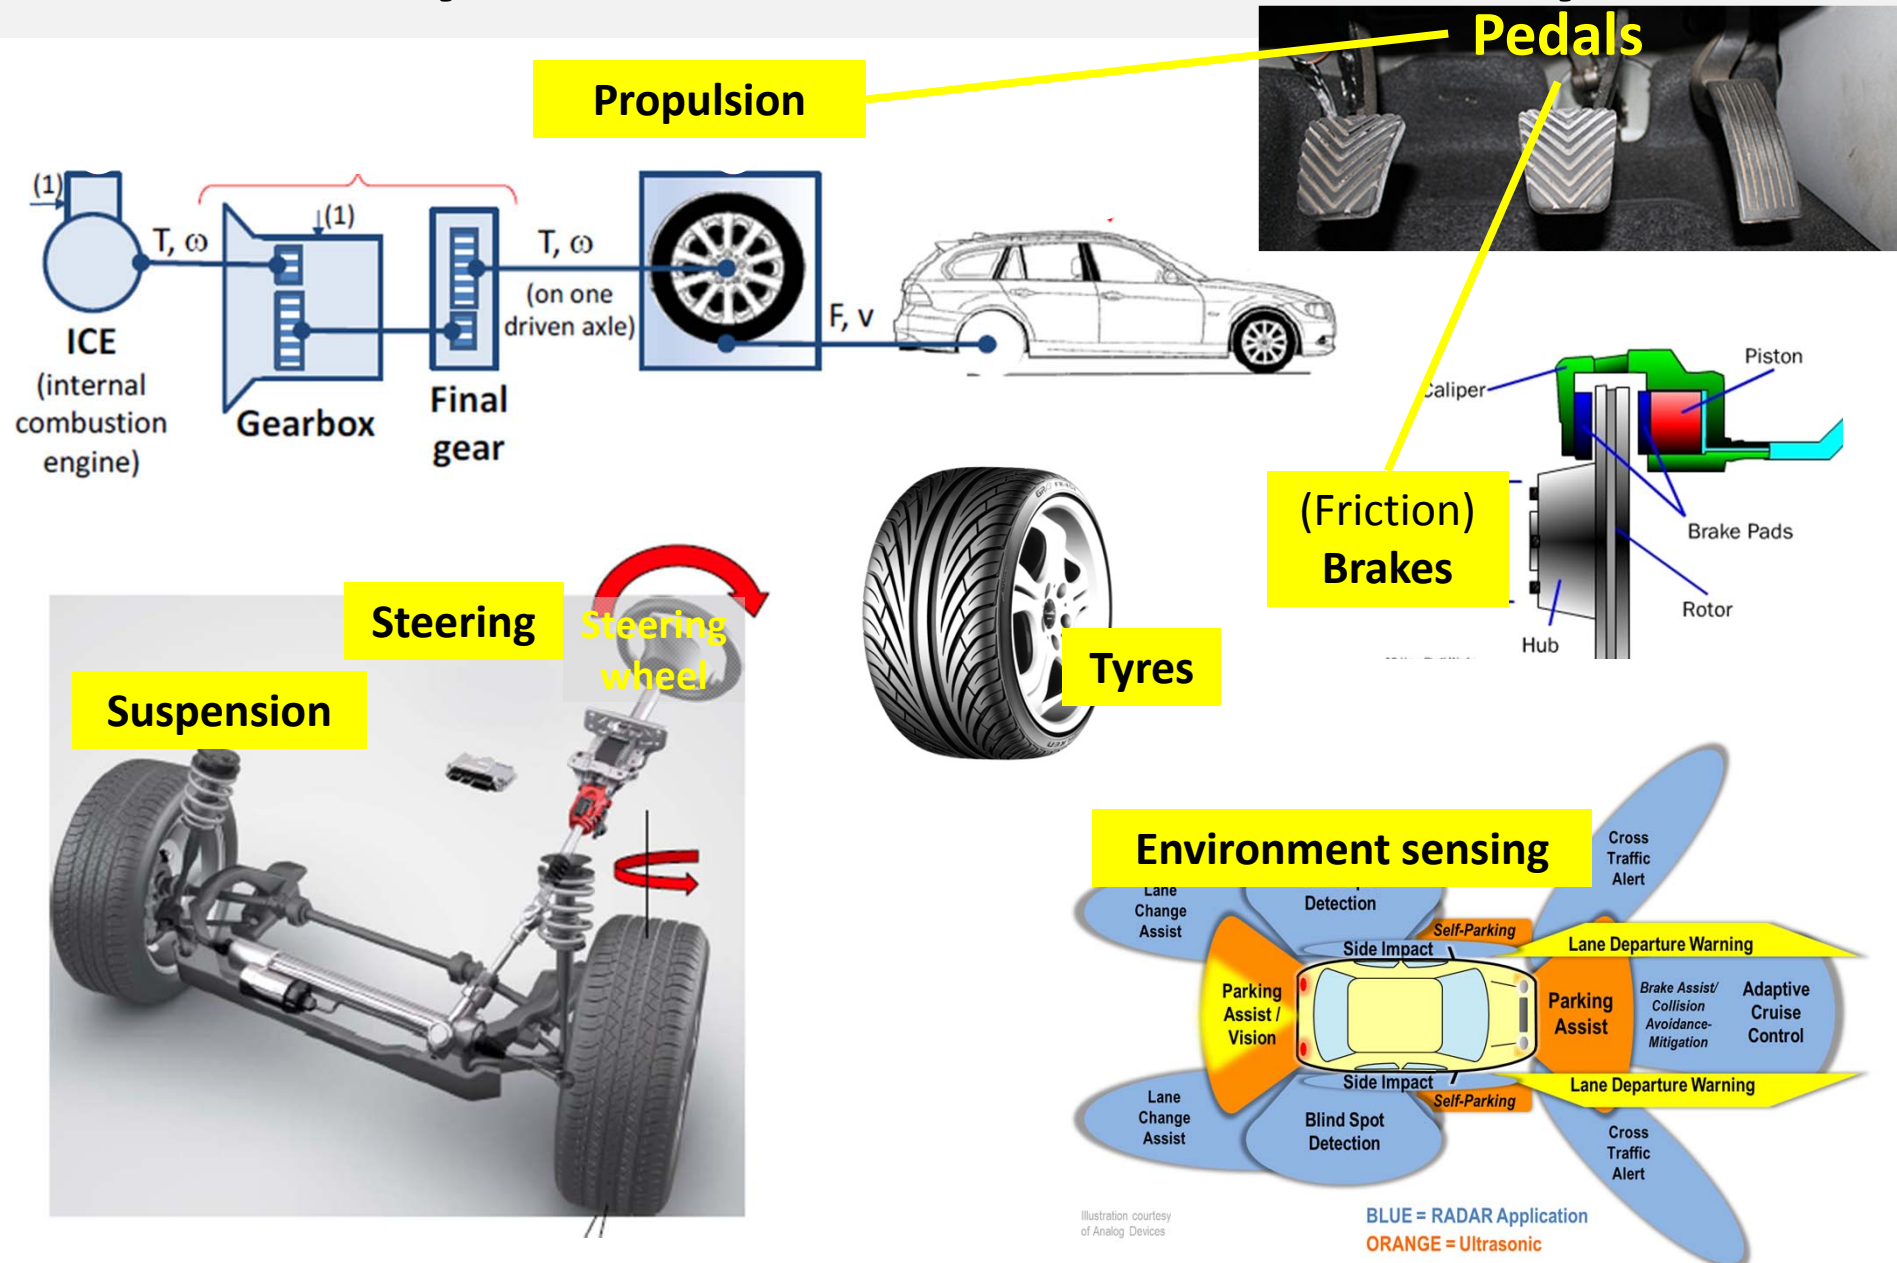 Pedals
Propulsion
(1)
(1)
T, ω
T, ω
(on one
driven axle)
F, v
ICE
(internal
combustion
engine)
Gearbox
Final
gear
Piston
Caliper
Brake Pads
Rotor
Hub
(Friction)
Brakes
Steering
Steering
wheel
Suspension
Tyres
Environment sensing
Cross
Traffic
Alert
Lane
Change
Assist
Detection
Self-Parking
Side Impact
Lane Departure Warning
Parking
Assist /
Vision
Parking
Assist
Brake Assist/
Collision
Avoidance-
Mitigation
Adaptive
Cruise
Control
Side Impact
Self-Parking
Lane Departure Warning
Lane
Change
Assist
Blind Spot
Detection
Cross
Traffic
Alert
Illustration courtesy
of Analog Devices
BLUE = RADAR Application
ORANGE = Ultrasonic